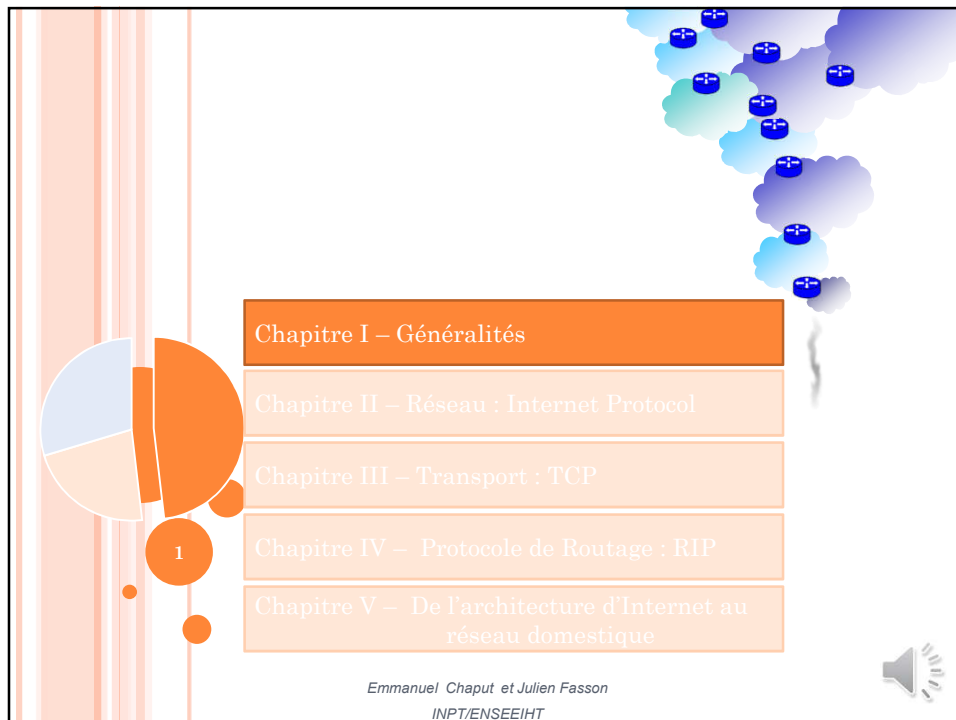 Chapitre I – Généralités
Chapitre II – Réseau : Internet Protocol
Chapitre III – Transport : TCP
Chapitre IV – Protocole de Routage : RIP
Chapitre V – De l'architecture d'Internet au
réseau domestique
1
Emmanuel Chaput et Julien Fasson
INPT/ENSEEIHT